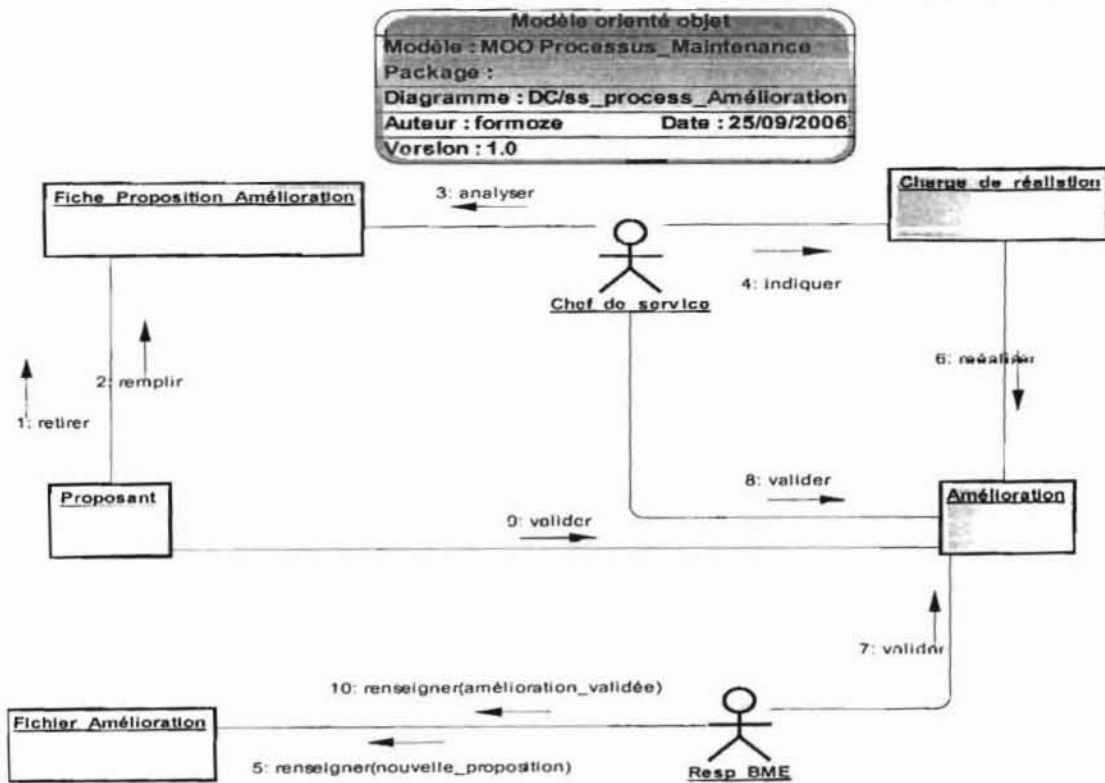 Modèle orienté objet
Modèle : MOO Processus_Maintenance
Package :
Diagramme : DC/ss_process_Amélioration
Auteur : formoze Date : 25/09/2006
Version : 1.0
Fiche Proposition Amélioration
3: analyser
Charge de réalistion
4: indiquer
Chef de service
2: remplir
6: réealiser
1: retirer
Proposant
8: valider
Amélioration
9: valider
7: valider
10: renseigner(amélioration_validée)
Fichier Amélioration
5: renseigner(nouvelle_proposition)
Resp BME